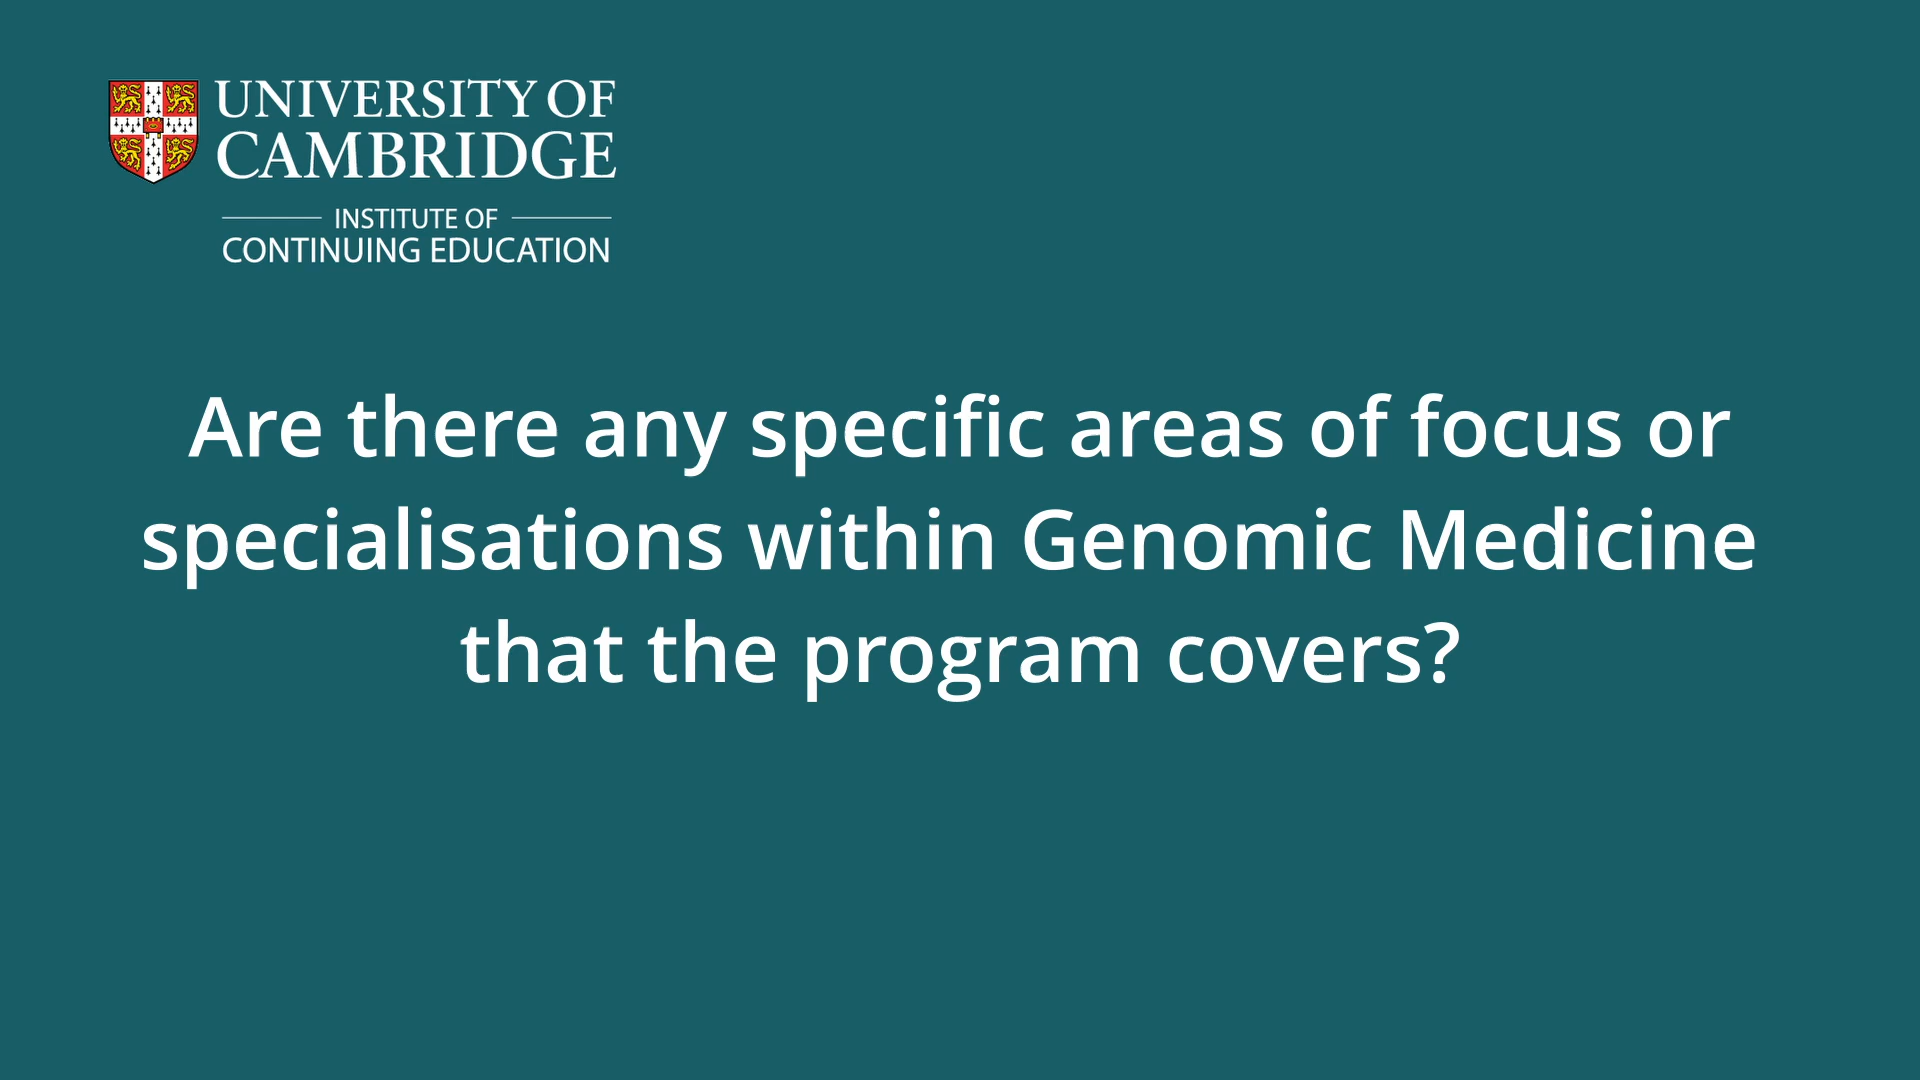 UNIVERSITY OF
CAMBRIDGE
INSTITUTE OF
CONTINUING EDUCATION
Are there any specific areas of focus or
specialisations within Genomic Medicine
that the program covers?